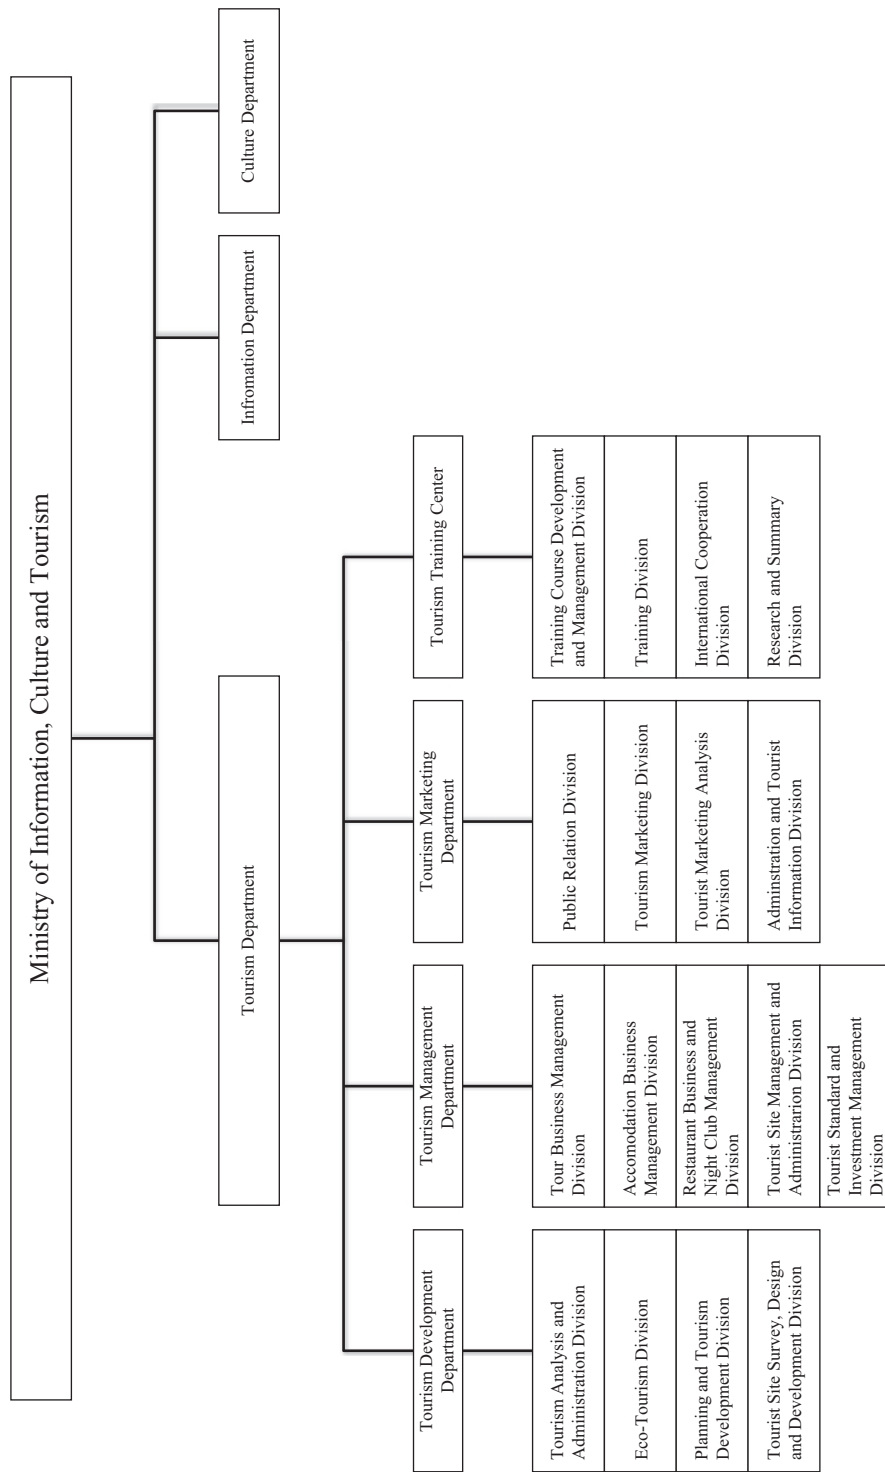 Ministry of Information, Culture and Tourism
Tourism Department
Infromation Department
Culture Department
Tourism Development
Department
Tourism Management
Department
Tourism Marketing
Department
Tourism Training Center
Tourism Analysis and
Administration Division
Eco-Tourism Division
Planning and Tourism
Development Division
Tourist Site Survey, Design
and Development Division
Tour Business Management
Division
Accomodation Business
Management Division
Restaurant Business and
Night Club Management
Division
Tourist Site Management and
Administrarion Division
Tourist Standard and
Investment Management
Division
Public Relation Division
Tourism Marketing Division
Tourist Marketing Analysis
Division
Adminstration and Tourist
Information Division
Training Course Development
and Management Division
Training Division
International Cooperation
Division
Research and Summary
Division